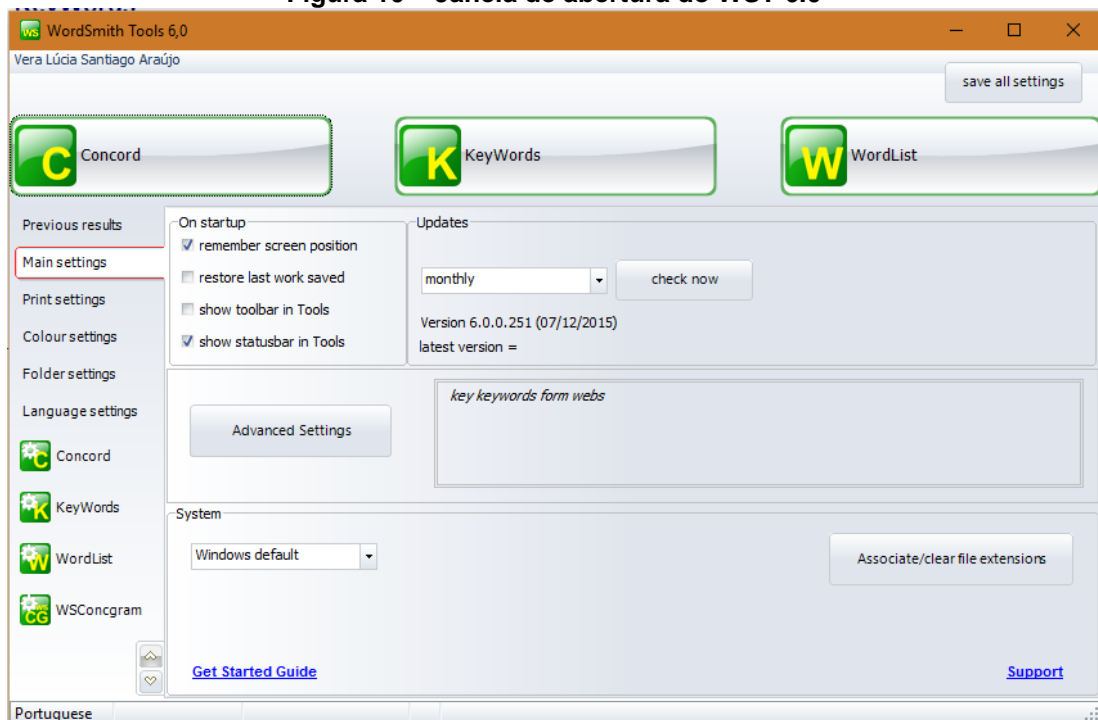 WordSmith Tools 6,0
Vera Lúcia Santiago Araújo
save all settings
Concord
KeyWords
WordList
Previous results
Main settings
Print settings
Colour settings
Folder settings
Language settings
Concord
KeyWords
WordList
WSConcgram
On startup
remember screen position
restore last work saved
show toolbar in Tools
show statusbar in Tools
Updates
monthly
check now
Version 6.0.0.251 (07/12/2015)
latest version =
Advanced Settings
key keywords form webs
System
Windows default
Associate/clear file extensions
Get Started Guide
Support
Portuguese